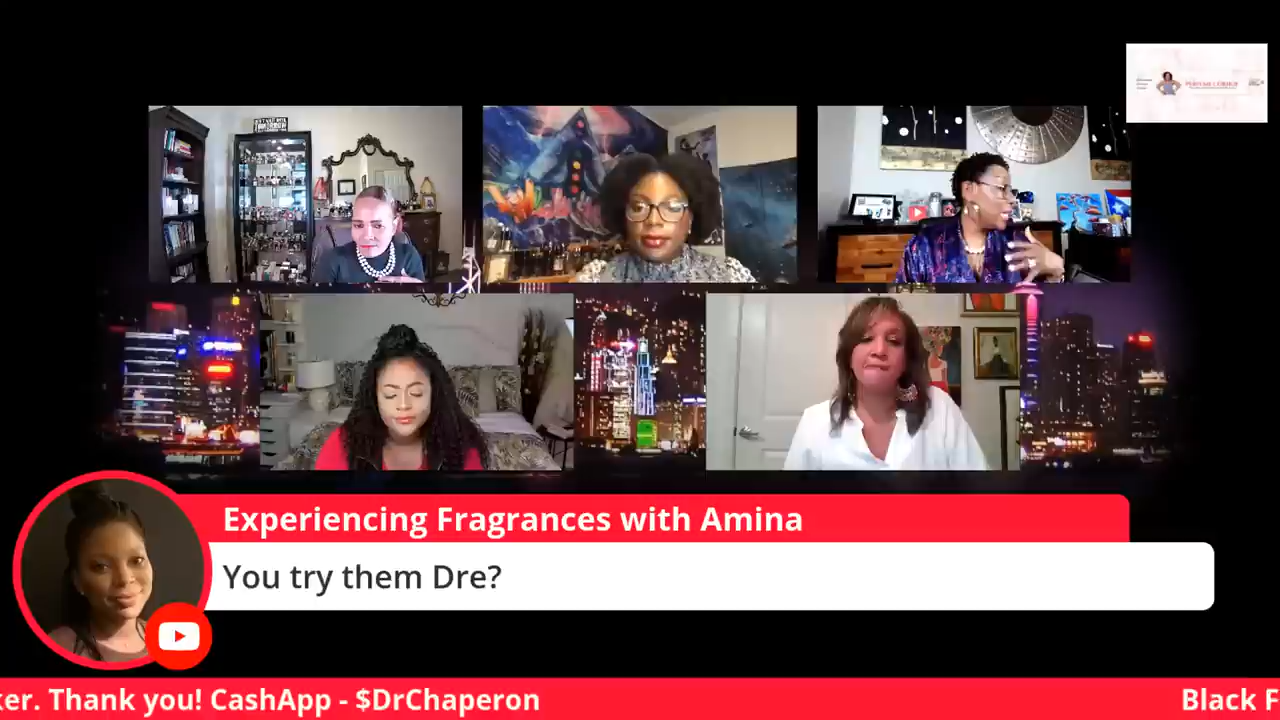 Experiencing Fragrances with Amina
You try them Dre?
ker. Thank you! CashApp - $DrChaperon
Black F